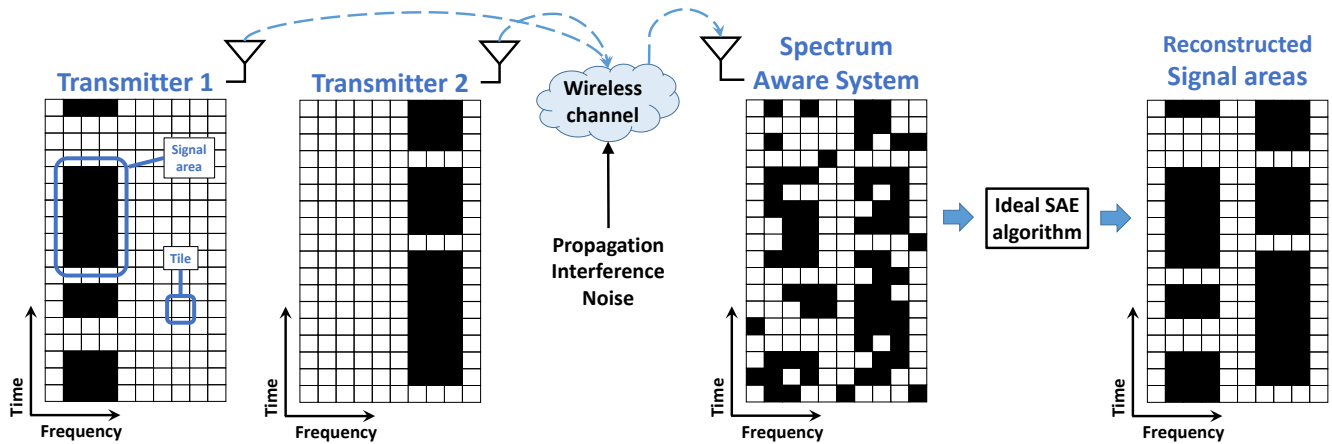 Transmitter 1
Transmitter 2
Wireless
channel
Spectrum
Aware System
Reconstructed
Signal areas
Signal
area
Tile
Propagation
Interference
Noise
Ideal SAE
algorithm
Time
Frequency
Time
Frequency
Time
Frequency
Time
Frequency